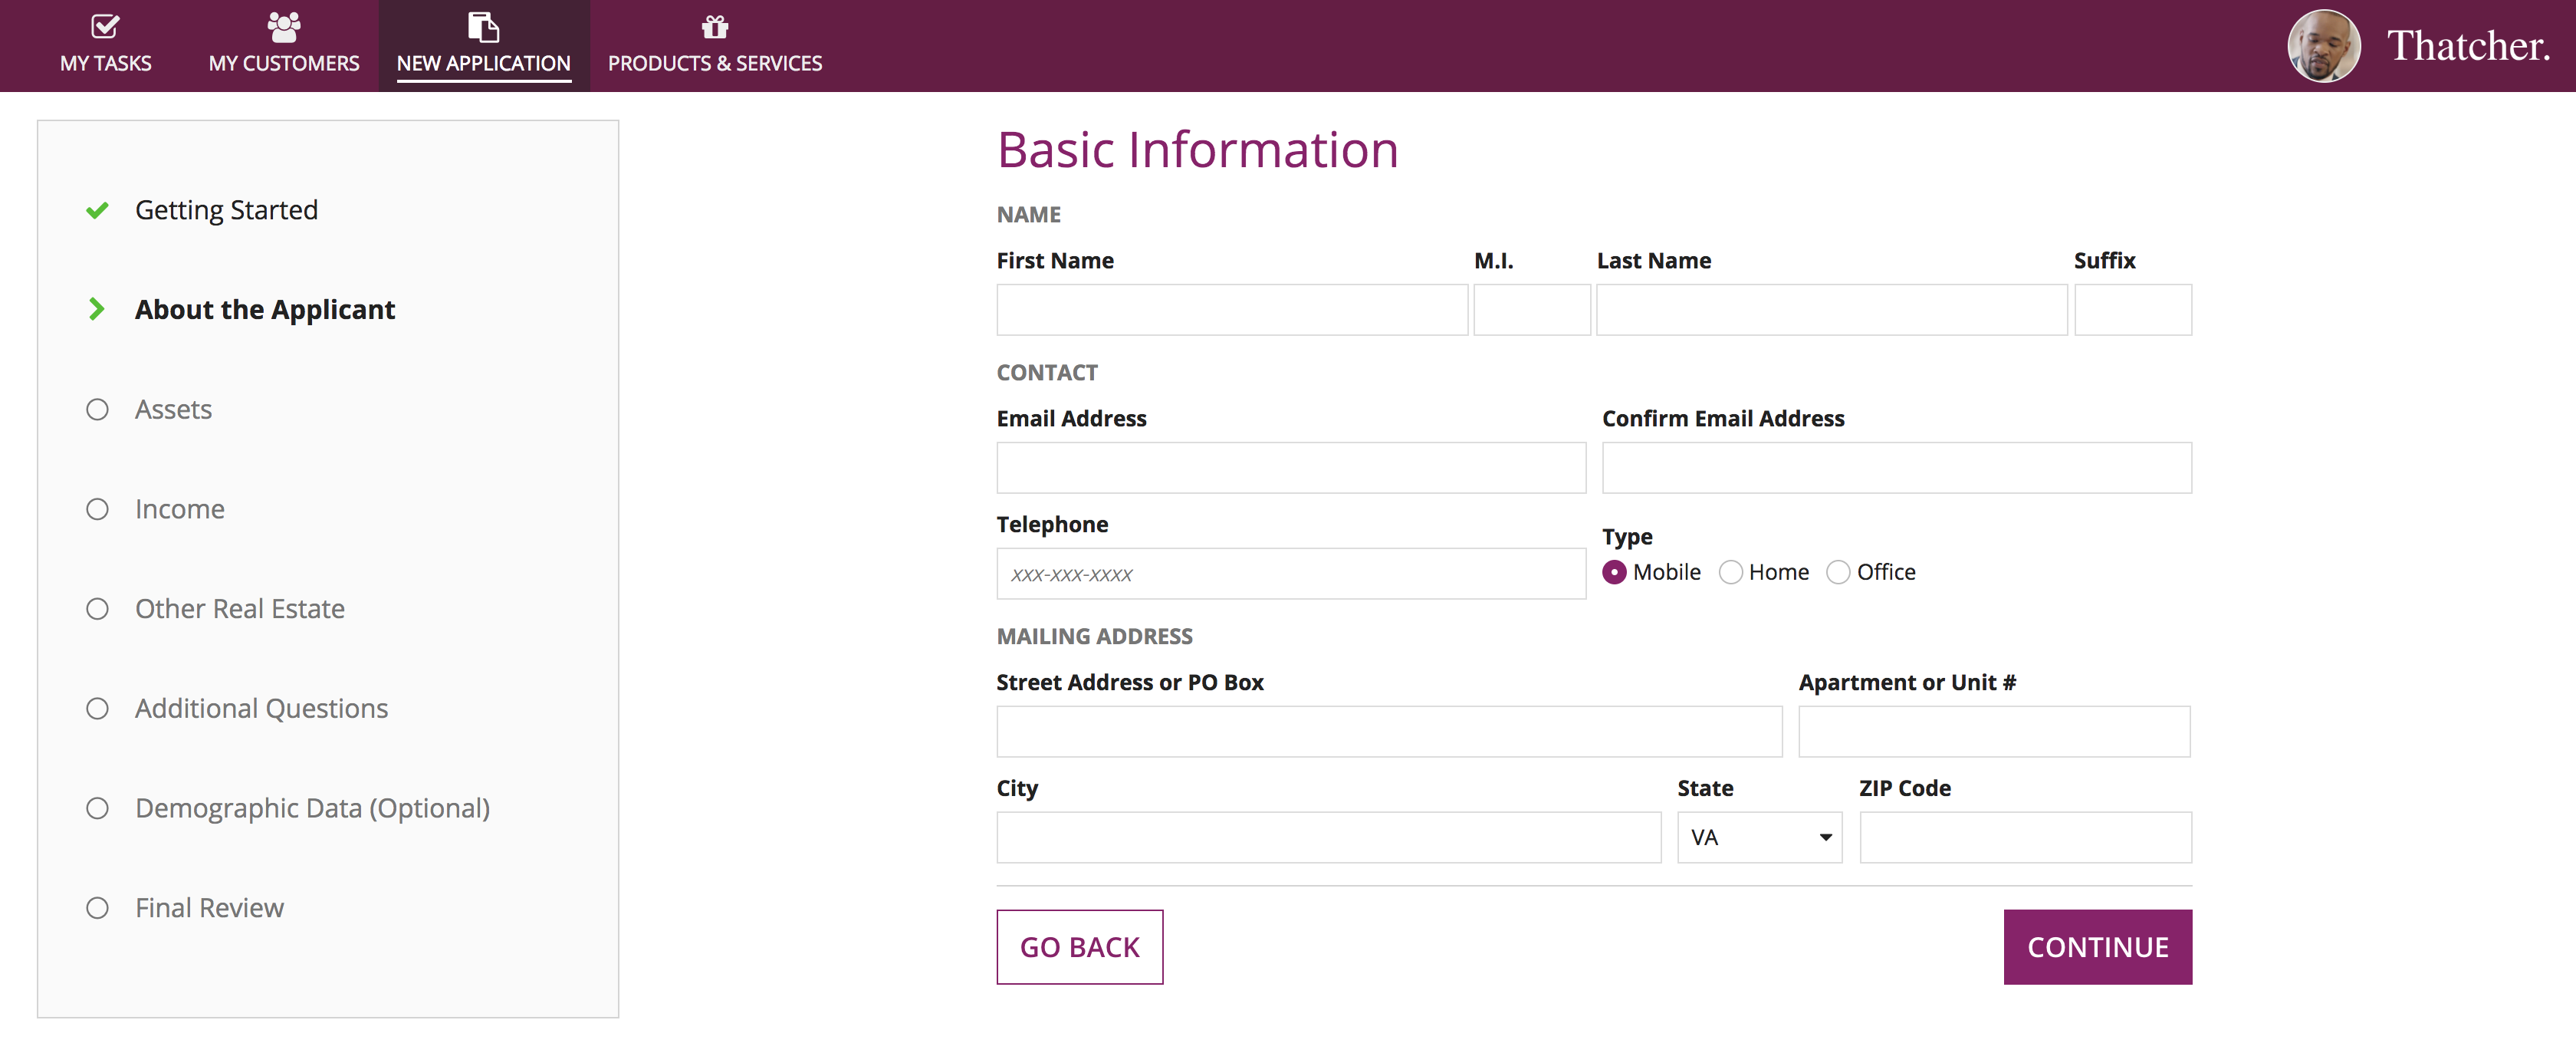 MY TASKS
MY CUSTOMERS
NEW APPLICATION
PRODUCTS & SERVICES
Thatcher.
Getting Started
About the Applicant
Assets
Income
Other Real Estate
Additional Questions
Demographic Data (Optional)
Final Review
Basic Information
NAME
First Name M.I. Last Name Suffix
CONTACT
Email Address Confirm Email Address
Telephone
xxx-xxx-xxxx
Type
Mobile Home Office
MAILING ADDRESS
Street Address or PO Box Apartment or Unit #
City State ZIP Code
VA
GO BACK CONTINUE